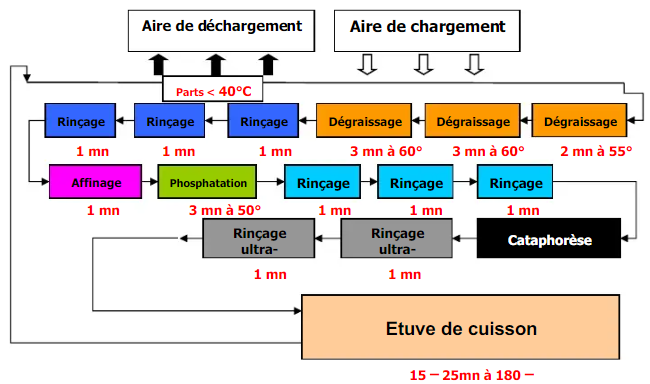 Aire de déchargement
Aire de chargement
Parts < 40°C
Rinçage
Rinçage
Rinçage
Dégraissage
Dégraissage
Dégraissage
1 mn
1 mn
1 mn
3 mn à 60°
3 mn à 60°
2 mn à 55°
Affinage
Phosphatation
Rinçage
Rinçage
Rinçage
1 mn
3 mn à 50°
1 mn
1 mn
1 mn
Rinçage
ultra-
Rinçage
ultra-
Cataphorèse
1 mn
1 mn
Etuve de cuisson
15 – 25mn à 180 –